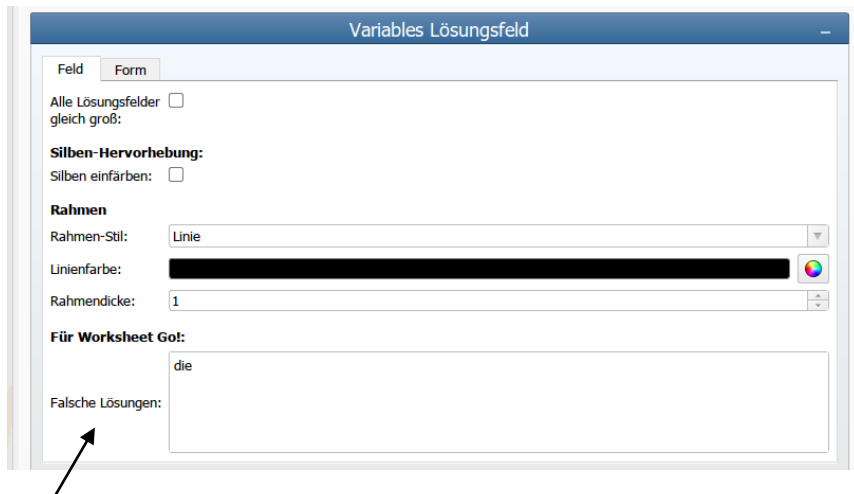 Variables Lösungsfeld
Feld Form
Alle Lösungsfelder
gleich groß:
Silben-Hervorhebung:
Silben einfärben:
Rahmen
Rahmen-Stil: Linie
Linienfarbe:
Rahmendicke: 1
Für Worksheet Go!:
die
Falsche Lösungen: